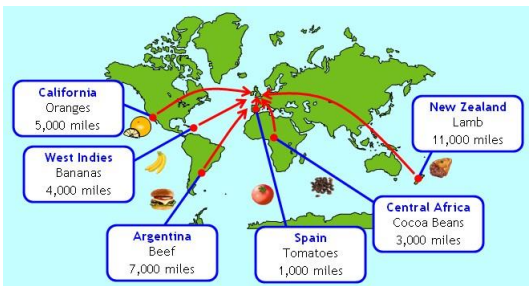 California
Oranges
5,000 miles
West Indies
Bananas
4,000 miles
Argentina
Beef
7,000 miles
Spain
Tomatoes
1,000 miles
Central Africa
Cocoa Beans
3,000 miles
New Zealand
Lamb
11,000 miles